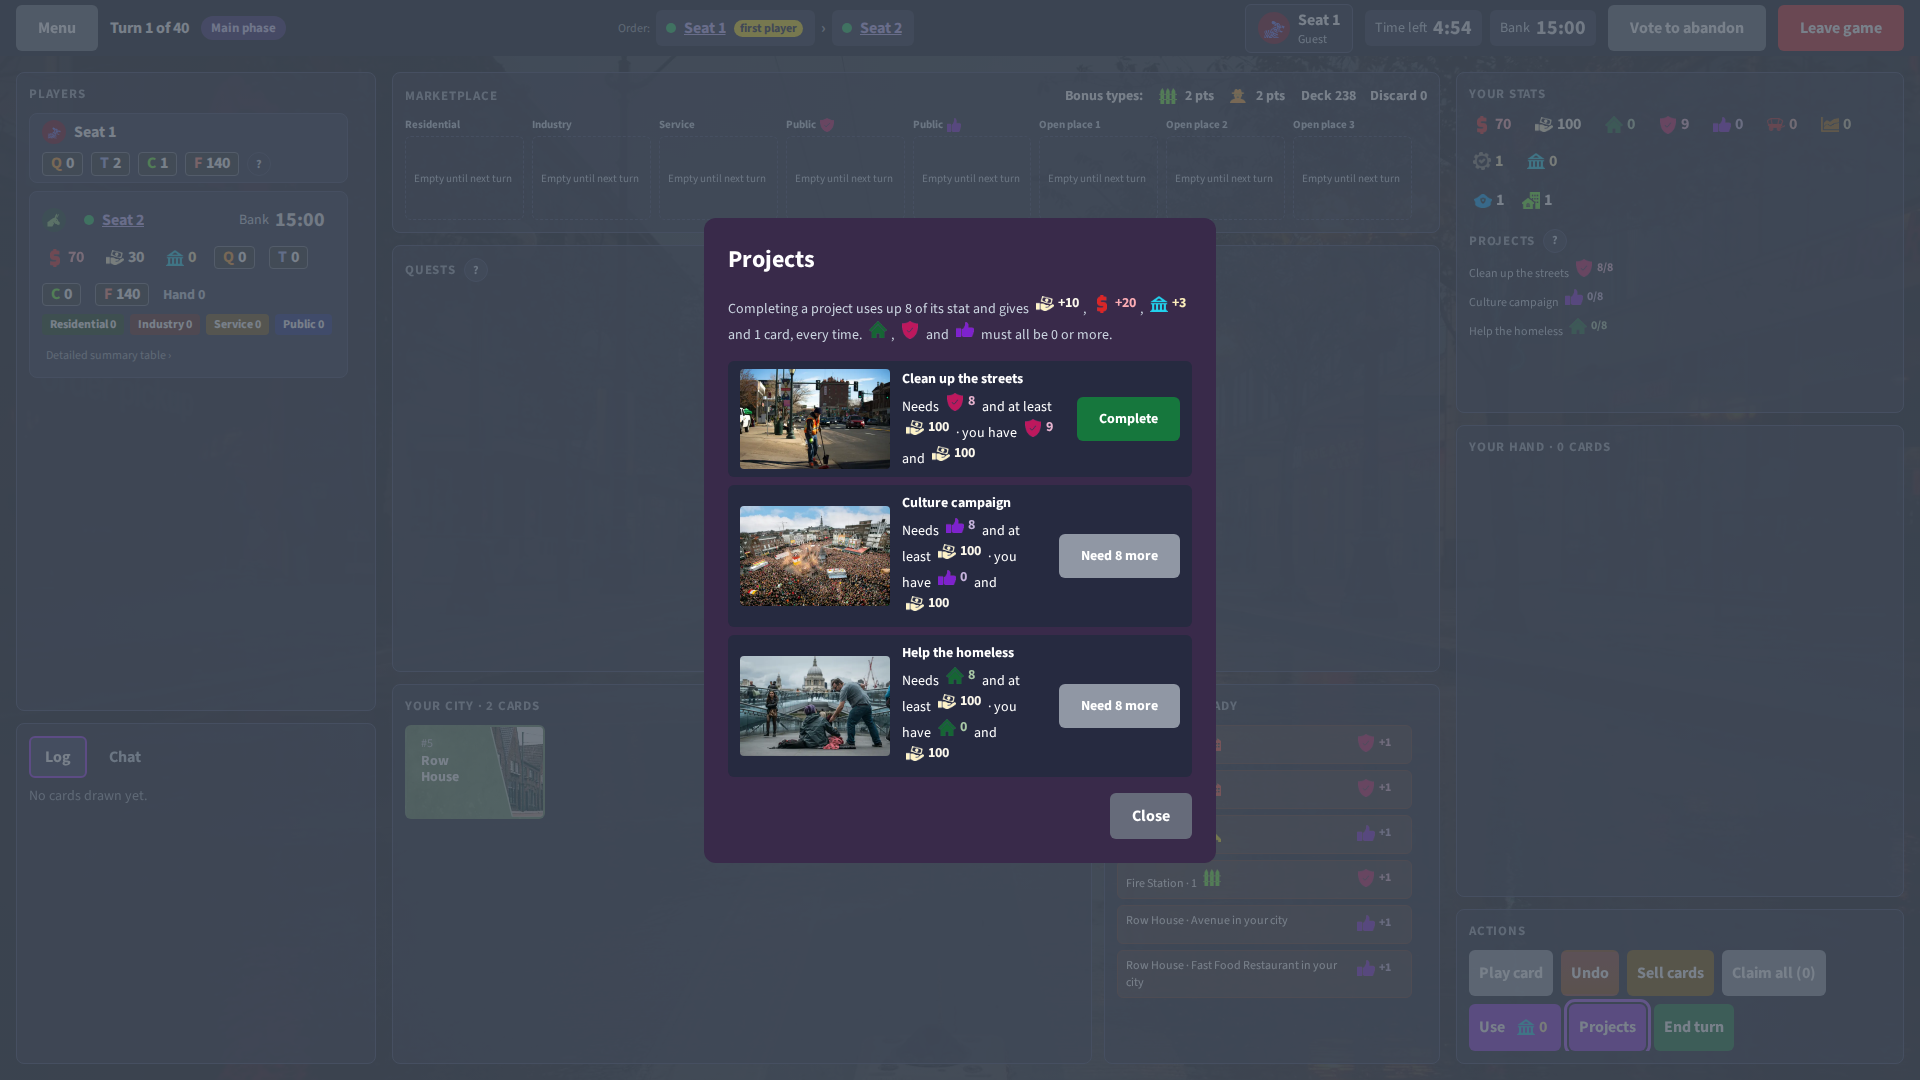 Menu
Turn 1 of 40
Main phase
Order:
Seat 1
first player
›
Seat 2
Seat 1
Guest
Time left 4:54
Bank 15:00
Vote to abandon
Leave game
PLAYERS
Seat 1
Q 0
T 2
C 1
F 140
?
Seat 2
Bank 15:00
70
30
0
Q 0
T 0
C 0
F 140
Hand 0
Residential 0
Industry 0
Service 0
Public 0
Detailed summary table ›
Log
Chat
No cards drawn yet.
MARKETPLACE
Bonus types:
2 pts
2 pts
Deck 238
Discard 0
Residential
Industry
Service
Public
Public
Open place 1
Open place 2
Open place 3
Empty until next turn
Empty until next turn
Empty until next turn
Empty until next turn
Empty until next turn
Empty until next turn
Empty until next turn
Empty until next turn
QUESTS
?
YOUR CITY · 2 CARDS
#5
Row
House
Projects
Completing a project uses up 8 of its stat and gives +10 , +20 , +3
and 1 card, every time. , and must all be 0 or more.
Clean up the streets
Needs 8 and at least
100 · you have 9
and 100
Complete
Culture campaign
Needs 8 and at
least 100 · you
have 0 and
100
Need 8 more
Help the homeless
Needs 8 and at
least 100 · you
have 0 and
100
Need 8 more
Close
+1
+1
+1
Fire Station · 1
+1
Row House · Avenue in your city
+1
Row House · Fast Food Restaurant in your
city
+1
YOUR STATS
70
100
0
9
0
0
0
1
0
1
1
PROJECTS
?
Clean up the streets 8/8
Culture campaign 0/8
Help the homeless 0/8
YOUR HAND · 0 CARDS
ACTIONS
Play card
Undo
Sell cards
Claim all (0)
Use 0
Projects
End turn